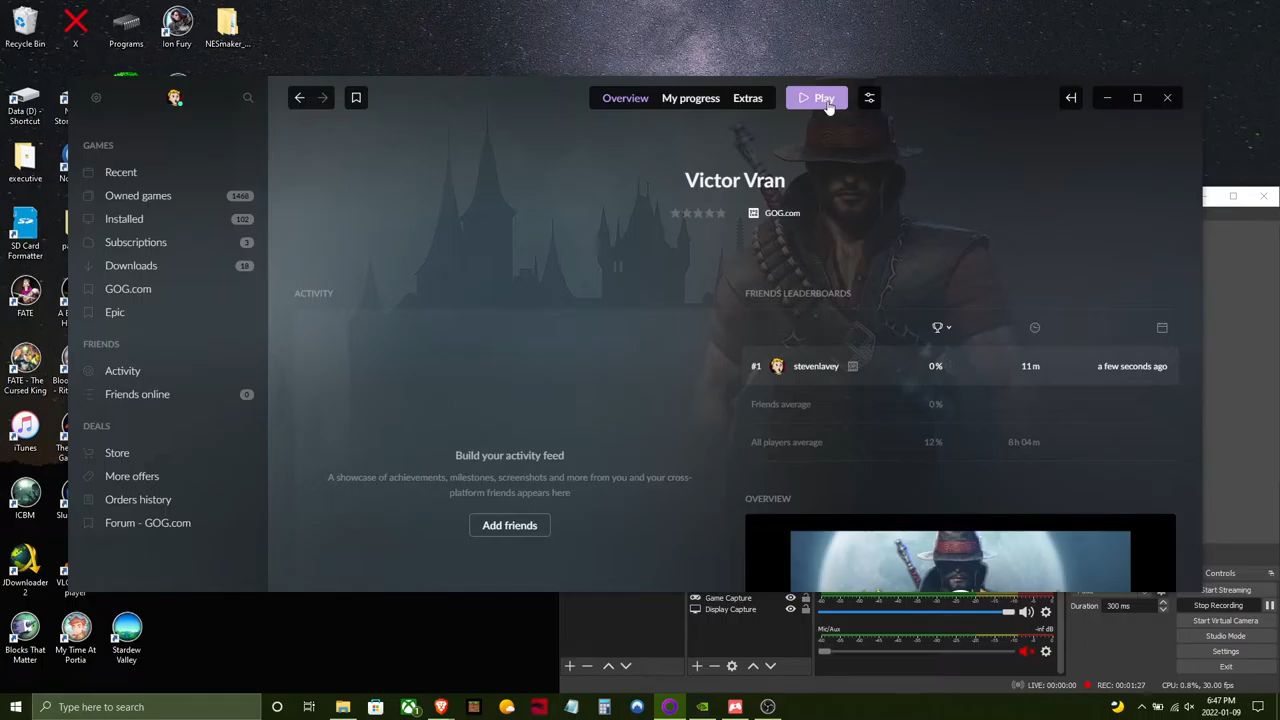 Recycle Bin
X
Programs
Ion Fury
NESmaker_...
Data (D) -
Shortcut
executive
SD Card
Formatter
FATE
FATE - The
Cursed King
iTunes
ICBM
JDownloader
2
player
Blocks That
Matter
My Time At
Portia
Stardew
Valley
Overview
My progress
Extras
Play
GAMES
Recent
Owned games
1468
Installed
102
Subscriptions
3
Downloads
18
GOG.com
Epic
FRIENDS
Activity
Friends online
0
DEALS
Store
More offers
Orders history
Forum - GOG.com
Victor Vran
GOG.com
ACTIVITY
Build your activity feed
A showcase of achievements, milestones, screenshots and more from you and your cross-
platform friends appears here
Add friends
FRIENDS LEADERBOARDS
#1 stevenlavey 0% 11m a few seconds ago
Friends average 0%
All players average 12% 8h 04m
OVERVIEW
Game Capture
Display Capture
Mic/Aux
-inf dB
Duration 300 ms
Controls
Start Streaming
Stop Recording
Start Virtual Camera
Studio Mode
Settings
Exit
LIVE: 00:00:00
REC: 00:01:27
CPU: 0.8%, 30.00 fps
Type here to search
6:47 PM
2022-01-09